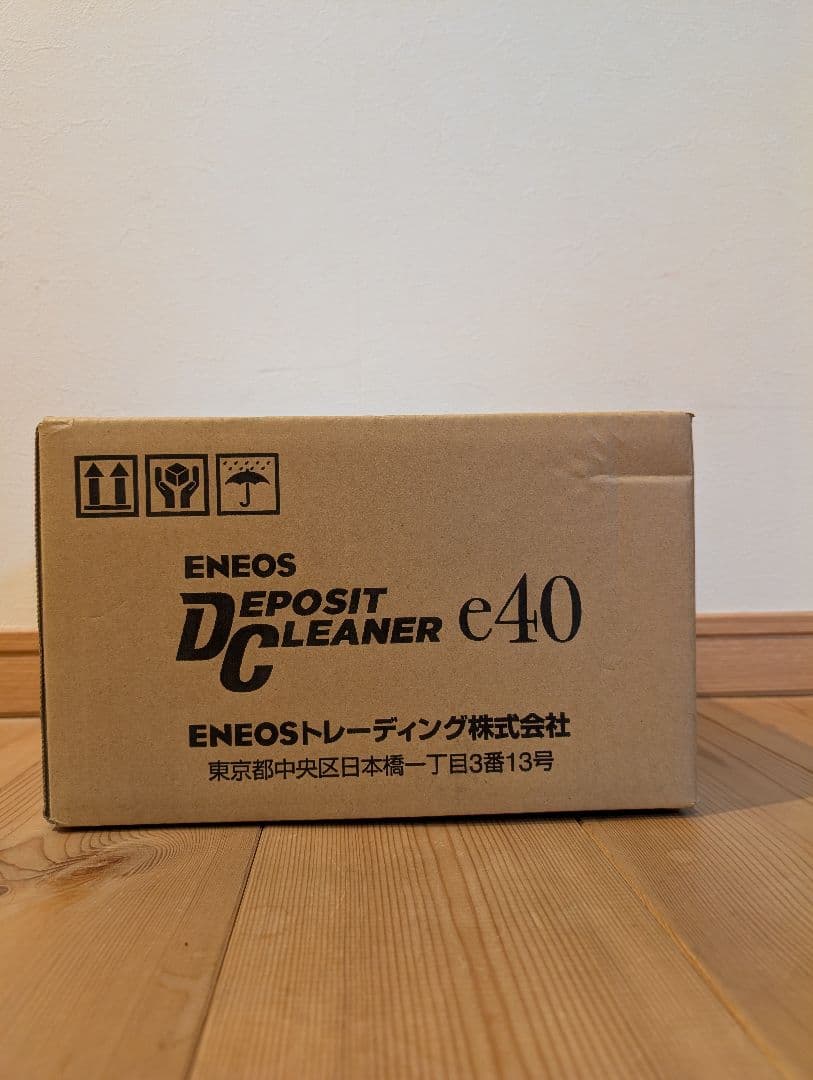 ENEOS
DEPOSIT
CLEANER e40
ENEOSトレーディング株式会社
東京都中央区日本橋一丁目3番13号